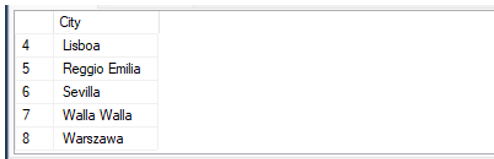 City
4 Lisboa
5 Reggio Emilia
6 Sevilla
7 Walla Walla
8 Warszawa